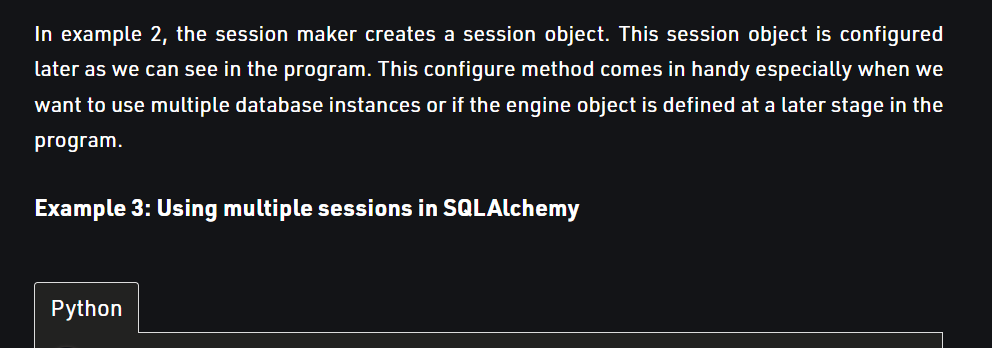 In example 2, the session maker creates a session object. This session object is configured
later as we can see in the program. This configure method comes in handy especially when we
want to use multiple database instances or if the engine object is defined at a later stage in the
program.
Example 3: Using multiple sessions in SQLAlchemy
Python